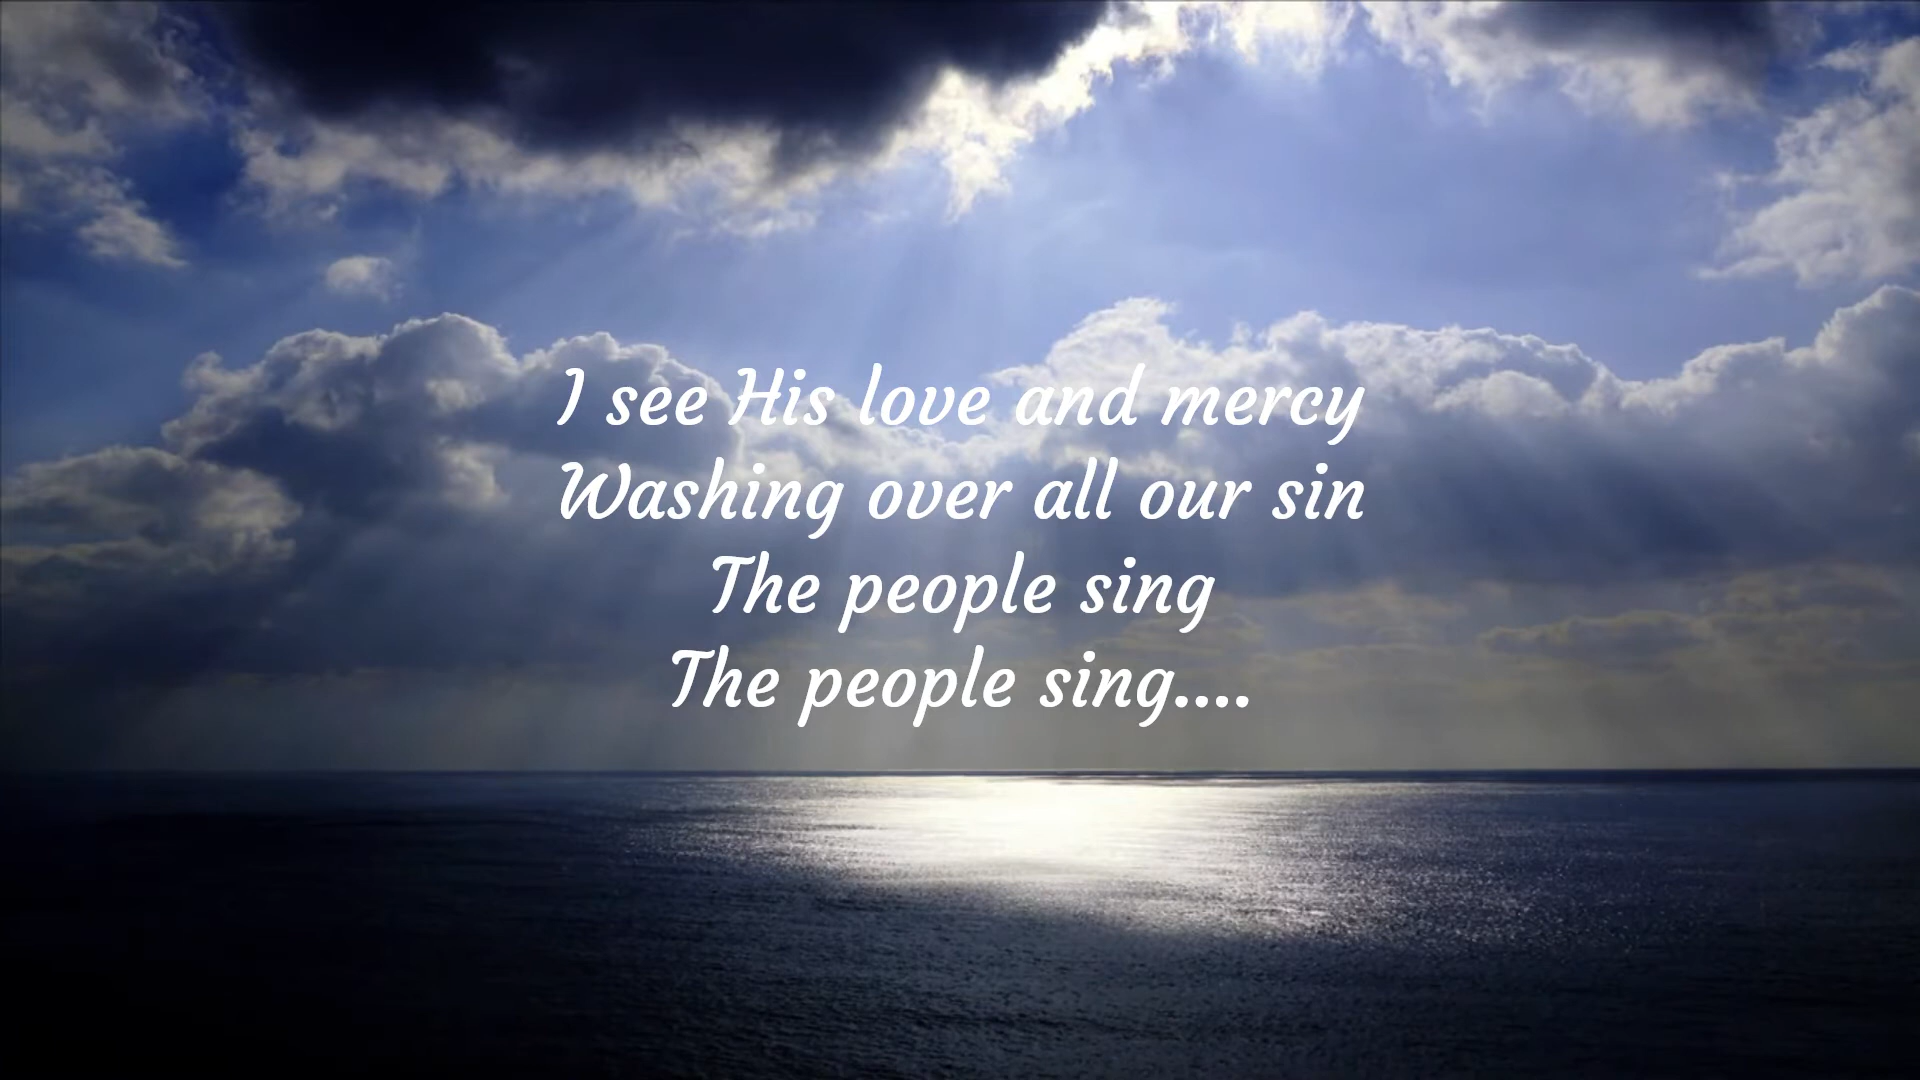 I see His love and mercy
Washing over all our sin
The people sing
The people sing....